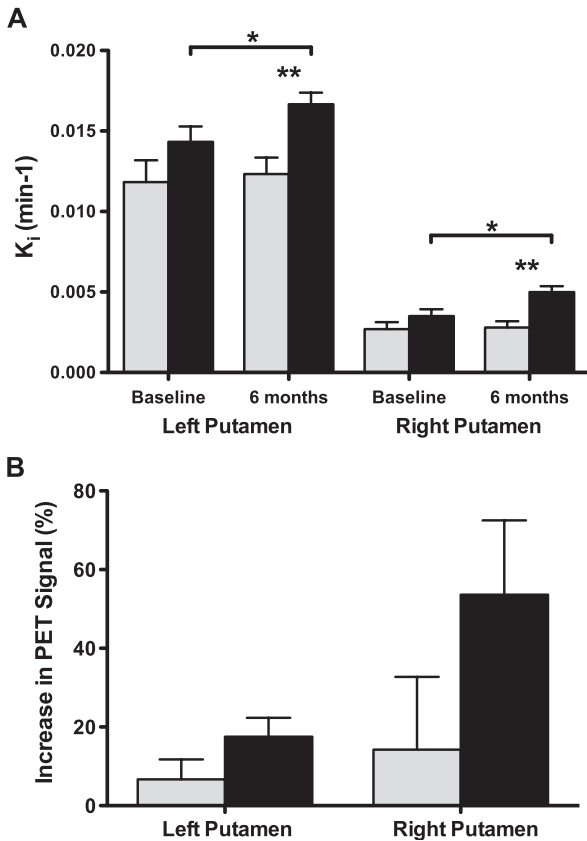 A
*
0.020
**
0.015
0.010
*
**
0.005
0.000
K_i (min-1)
Baseline 6 months Baseline 6 months
Left Putamen Right Putamen
B
80
60
40
20
0
Increase in PET Signal (%)
Left Putamen Right Putamen